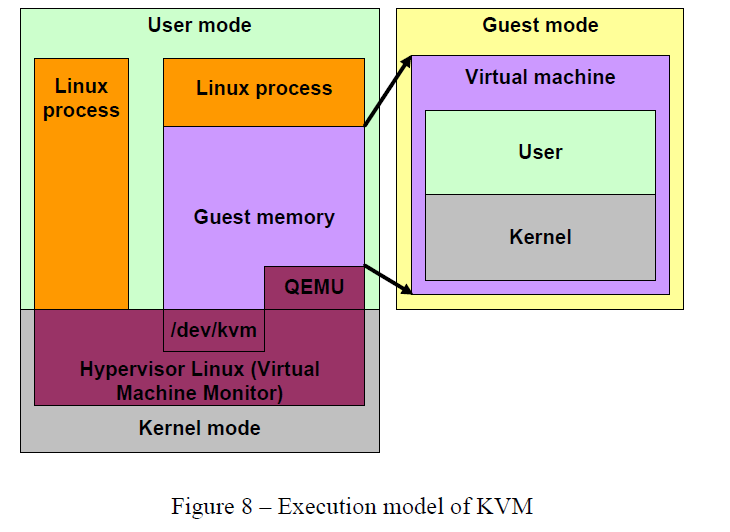 User mode
Linux
process
Linux process
Guest memory
QEMU
/dev/kvm
Hypervisor Linux (Virtual
Machine Monitor)
Kernel mode
Guest mode
Virtual machine
User
Kernel
Figure 8 – Execution model of KVM